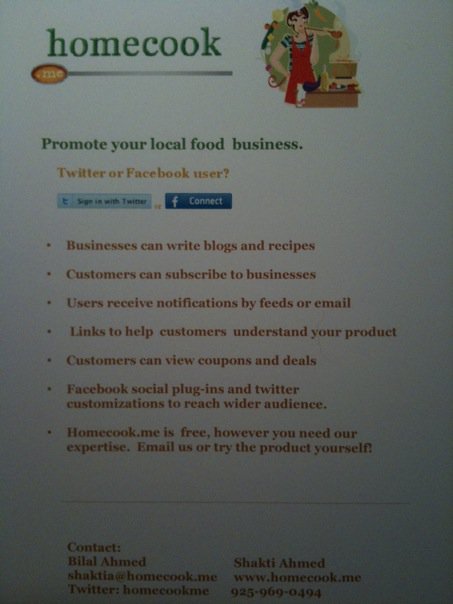 homecook
.me
Promote your local food business.
Twitter or Facebook user?
t Sign in with Twitter or f Connect
• Businesses can write blogs and recipes
• Customers can subscribe to businesses
• Users receive notifications by feeds or email
• Links to help customers understand your product
• Customers can view coupons and deals
• Facebook social plug-ins and twitter
customizations to reach wider audience.
• Homecook.me is free, however you need our
expertise. Email us or try the product yourself!
Contact:
Bilal Ahmed Shakti Ahmed
shaktia@homecook.me www.homecook.me
Twitter: homecookme 925-969-0494